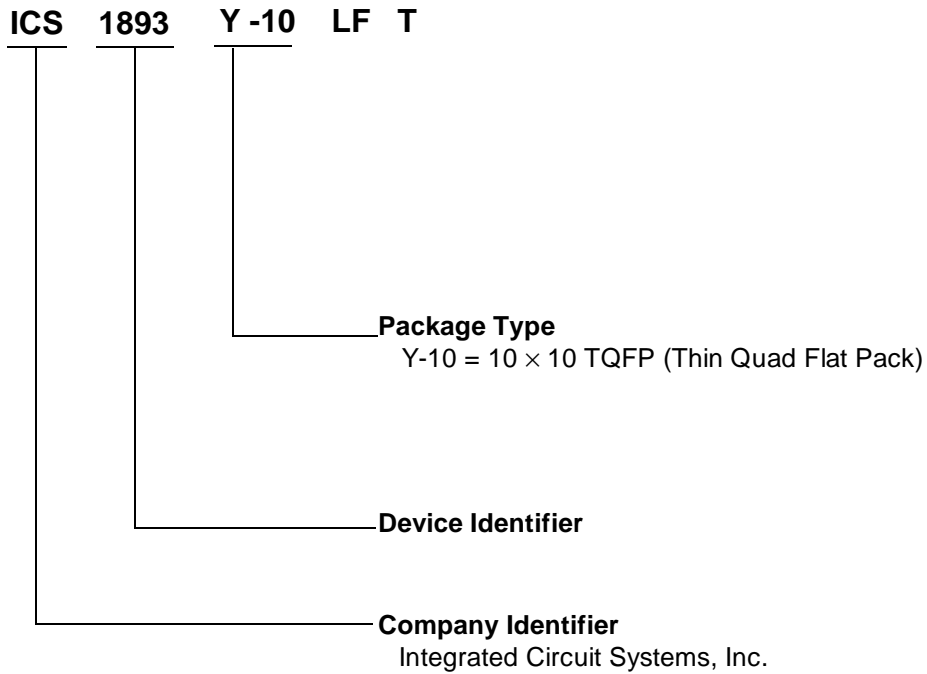 ICS 1893 Y -10 LF T
Package Type
Y-10 = 10 × 10 TQFP (Thin Quad Flat Pack)
Device Identifier
Company Identifier
Integrated Circuit Systems, Inc.